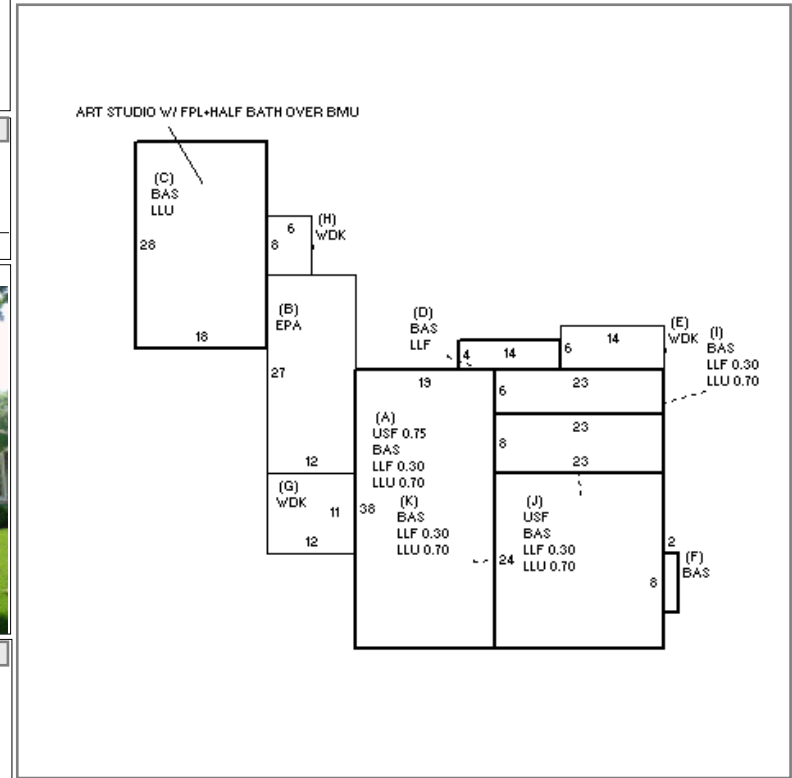 ART STUDIO W/ FPL+HALF BATH OVER BMU
(C)
BAS
LLU
28
18
6
8
(H)
WDK
(B)
EPA
27
12
(G)
WDK
11
12
(D)
BAS
LLF
4
14
6
14
(E)
WDK
(I)
BAS
LLF 0.30
LLU 0.70
19
6
23
8
23
23
(A)
USF 0.75
BAS
LLF 0.30
LLU 0.70
38
(K)
BAS
LLF 0.30
LLU 0.70
24
(J)
USF
BAS
LLF 0.30
LLU 0.70
2
8
(F)
BAS